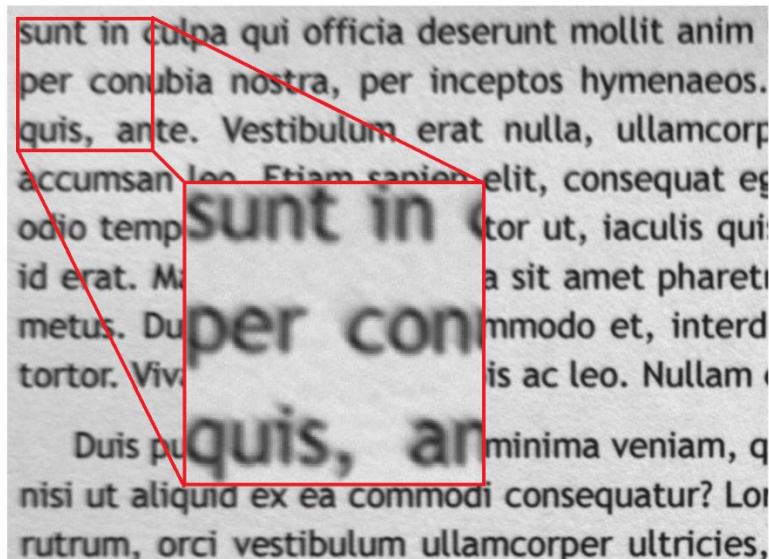 sunt in culpa qui officia deserunt mollit anim
per conubia nostra, per inceptos hymenaeos.
quis, ante. Vestibulum erat nulla, ullamcorp
accumsan leo. Etiam sapien elit, consequat eg
odio temp tor ut, iaculis quis
id erat. Ma a sit amet pharetr
metus. Du mmodo et, interd
tortor. Viv is ac leo. Nullam
Duis pu minima veniam, q
nisi ut aliquid ex ea commodi consequatur? Lor
rutrum, orci vestibulum ullamcorper ultricies.
sunt in
per con
quis, an